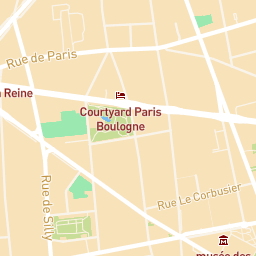 Rue de Paris
Reine
Courtyard Paris
Boulogne
Rue Le Corbusier
Rue de Silly
musée des